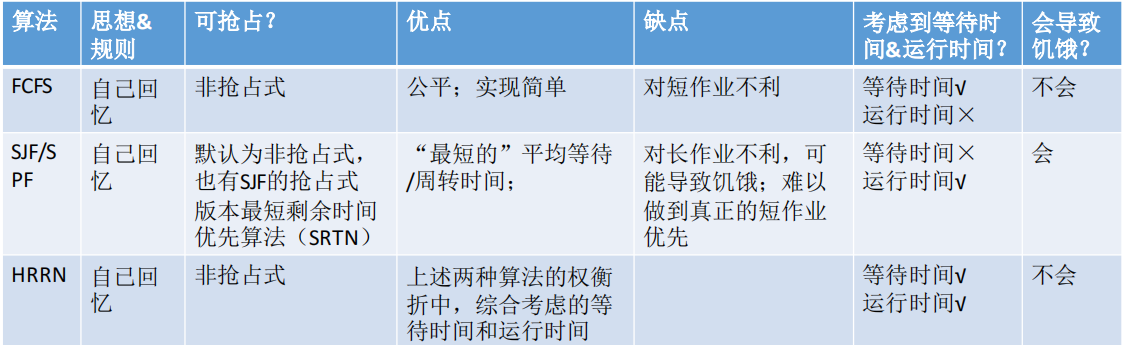 算法 思想& 可抢占？ 优点 缺点 考虑到等待时 会导致
规则 间&运行时间？ 饥饿？
FCFS 自己回 非抢占式 公平；实现简单 对短作业不利 等待时间√ 不会
忆 运行时间×
SJF/S 自己回 默认为非抢占式， “最短的”平均等待 对长作业不利，可 等待时间× 会
PF 忆 也有SJF的抢占式 /周转时间； 能导致饥饿；难以 运行时间√
版本最短剩余时间 做到真正的短作业
优先算法（SRTN） 优先
HRRN 自己回 非抢占式 上述两种算法的权衡 等待时间√ 不会
忆 折中，综合考虑的等 运行时间√
待时间和运行时间